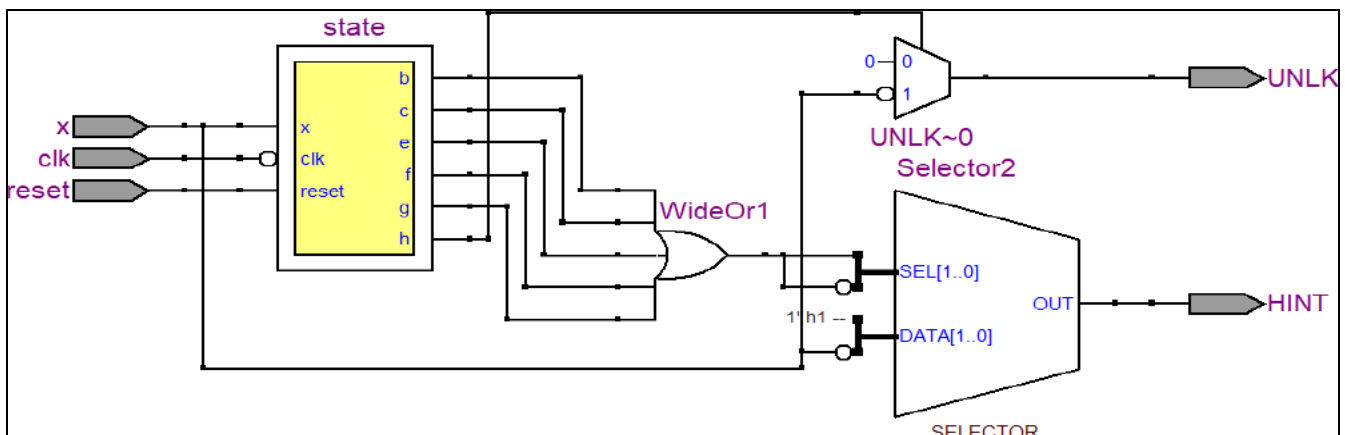 state
b
c
e
f
g
h
x
clk
reset
x
clk
reset
0
0
1
UNLK~0
UNLK
Selector2
WideOr1
SEL[1..0]
1' h1 --
DATA[1..0]
OUT
HINT
SELECTOR